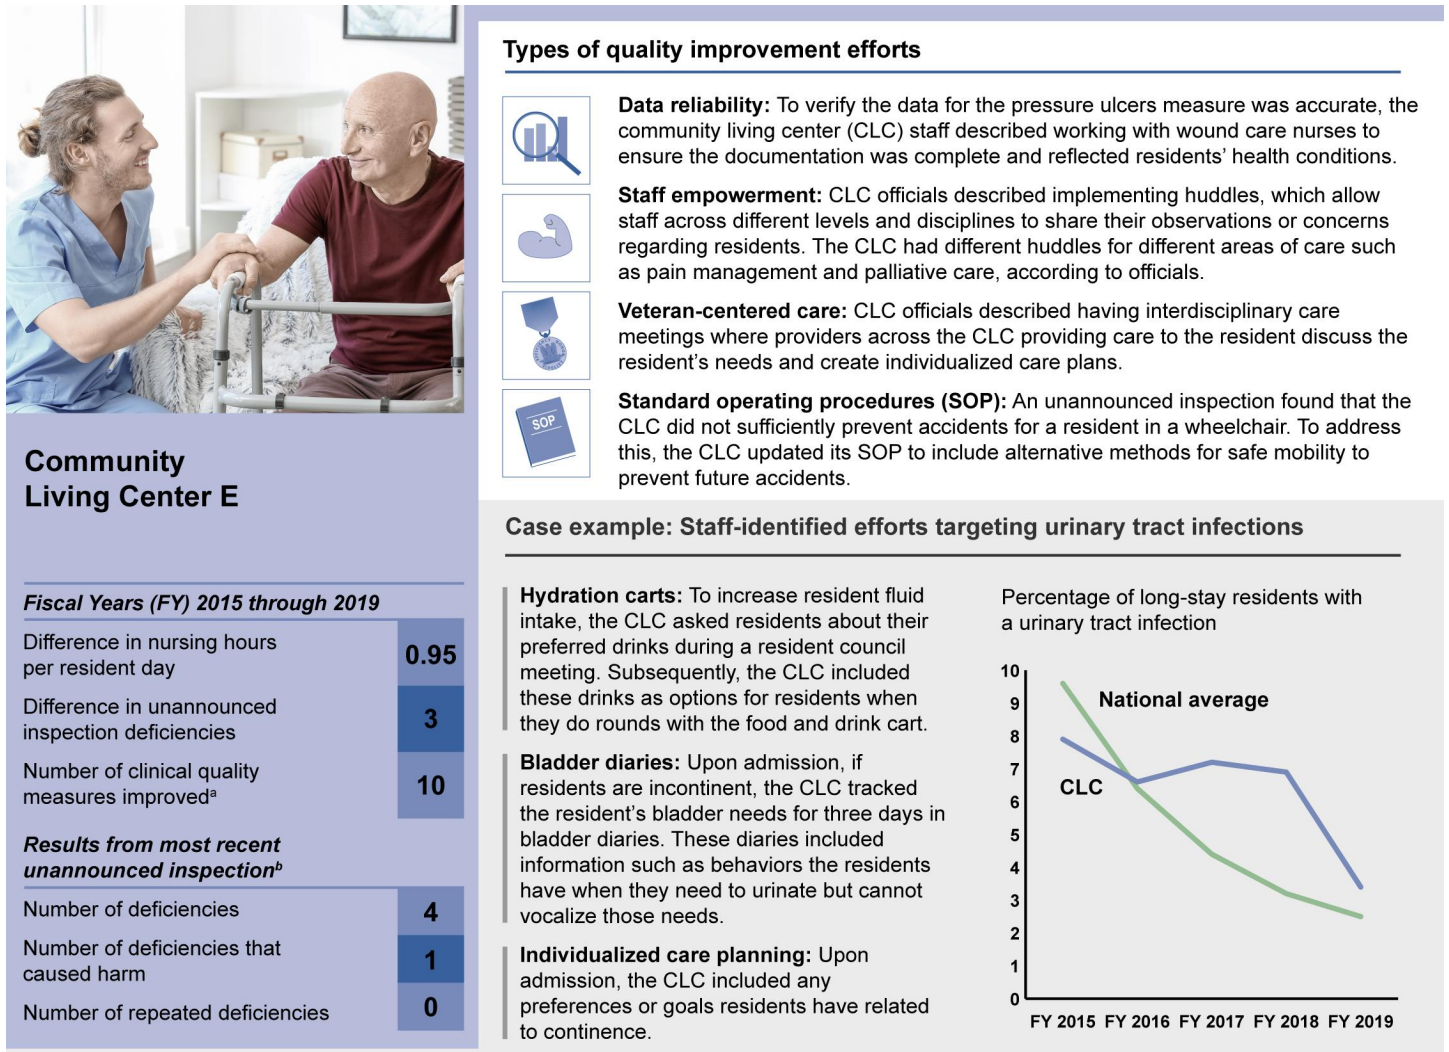 Types of quality improvement efforts
Data reliability: To verify the data for the pressure ulcers measure was accurate, the
community living center (CLC) staff described working with wound care nurses to
ensure the documentation was complete and reflected residents’ health conditions.
Staff empowerment: CLC officials described implementing huddles, which allow
staff across different levels and disciplines to share their observations or concerns
regarding residents. The CLC had different huddles for different areas of care such
as pain management and palliative care, according to officials.
Veteran-centered care: CLC officials described having interdisciplinary care
meetings where providers across the CLC providing care to the resident discuss the
resident’s needs and create individualized care plans.
SOP
Standard operating procedures (SOP): An unannounced inspection found that the
CLC did not sufficiently prevent accidents for a resident in a wheelchair. To address
this, the CLC updated its SOP to include alternative methods for safe mobility to
prevent future accidents.
Community
Living Center E
Fiscal Years (FY) 2015 through 2019
Difference in nursing hours
per resident day
0.95
Difference in unannounced
inspection deficiencies
3
Number of clinical quality
measures improvedᵃ
10
Results from most recent
unannounced inspectionᵇ
Number of deficiencies
4
Number of deficiencies that
caused harm
1
Number of repeated deficiencies
0
Case example: Staff-identified efforts targeting urinary tract infections
Hydration carts: To increase resident fluid
intake, the CLC asked residents about their
preferred drinks during a resident council
meeting. Subsequently, the CLC included
these drinks as options for residents when
they do rounds with the food and drink cart.
Bladder diaries: Upon admission, if
residents are incontinent, the CLC tracked
the resident’s bladder needs for three days in
bladder diaries. These diaries included
information such as behaviors the residents
have when they need to urinate but cannot
vocalize those needs.
Individualized care planning: Upon
admission, the CLC included any
preferences or goals residents have related
to continence.
Percentage of long-stay residents with
a urinary tract infection
10
9
8
7
6
5
4
3
2
1
0
National average
CLC
FY 2015 FY 2016 FY 2017 FY 2018 FY 2019